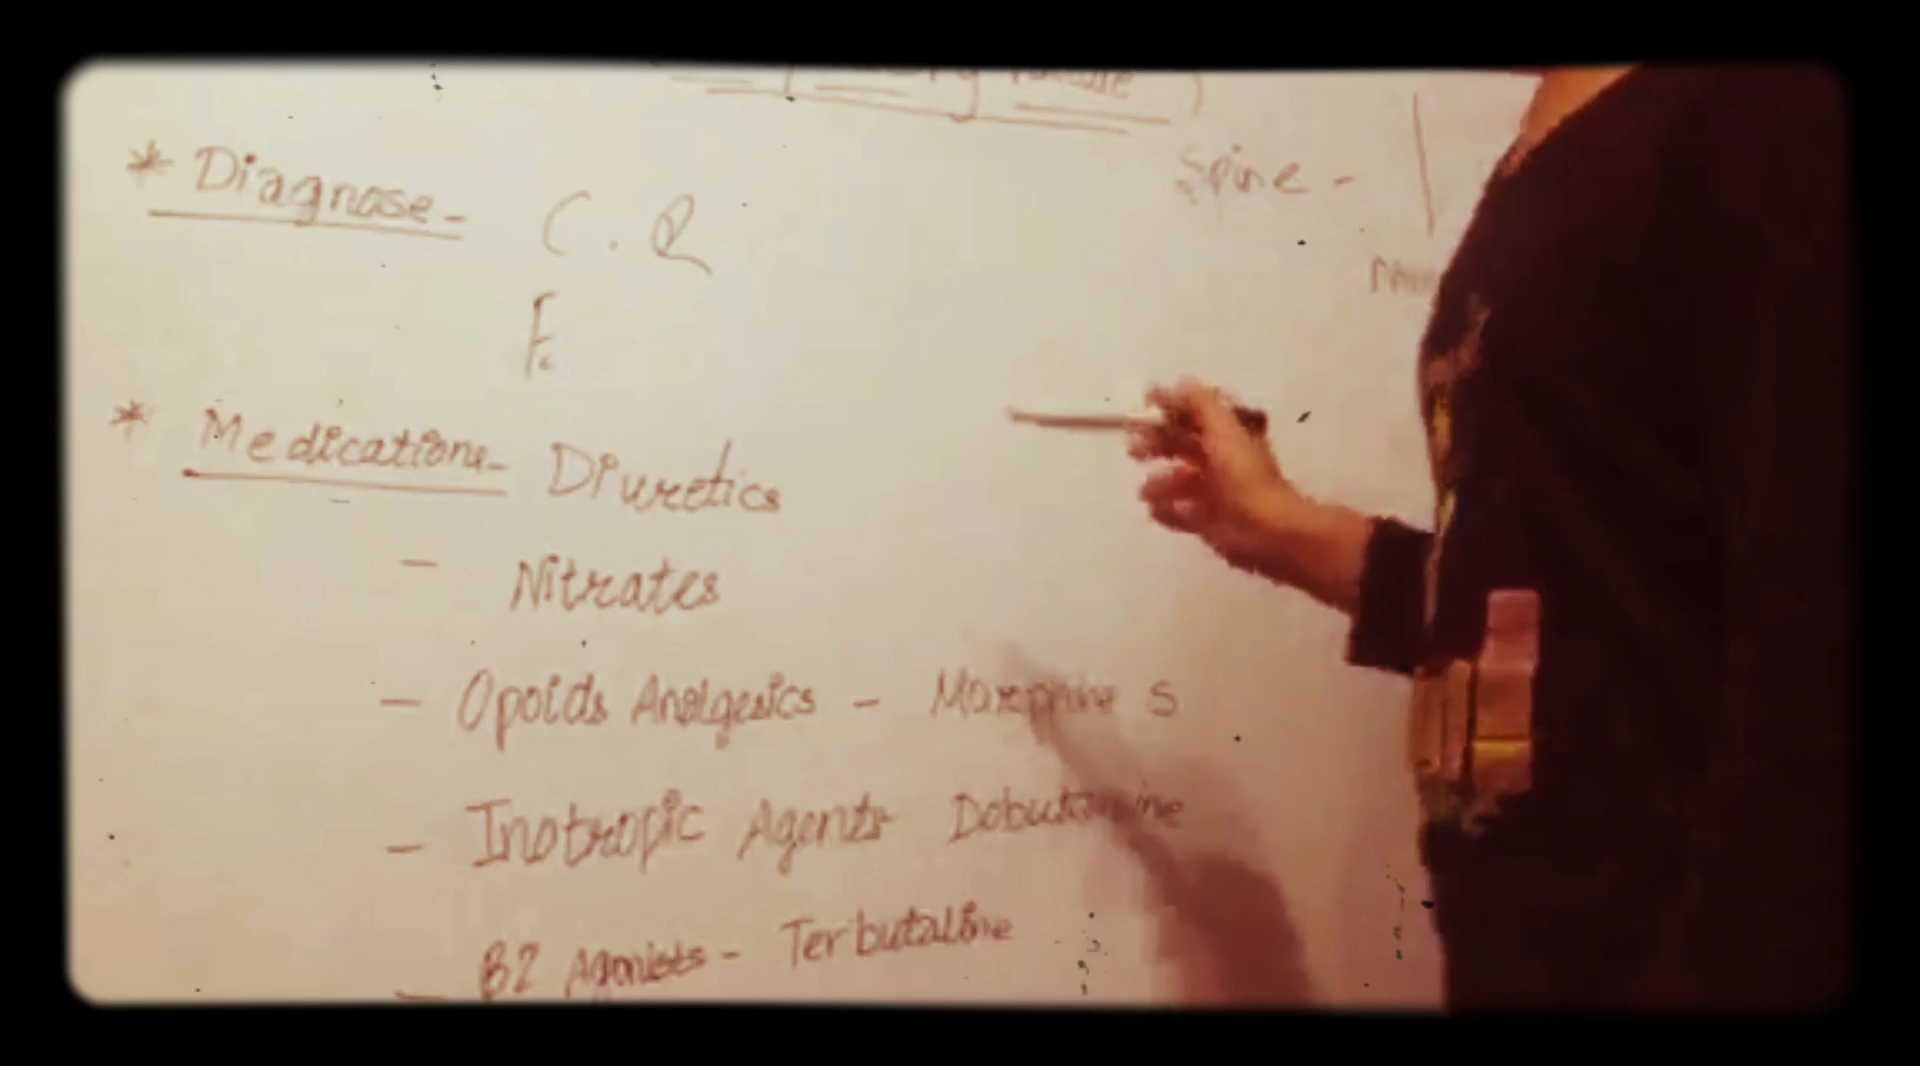 Spine -
* Diagnose - C . R
F.
* Medications - Diuretics
- Nitrates
- Opoids Analgesics - Morphine S
- Inotropic Agents Dobutamine
- B2 Agonists - Terbutaline